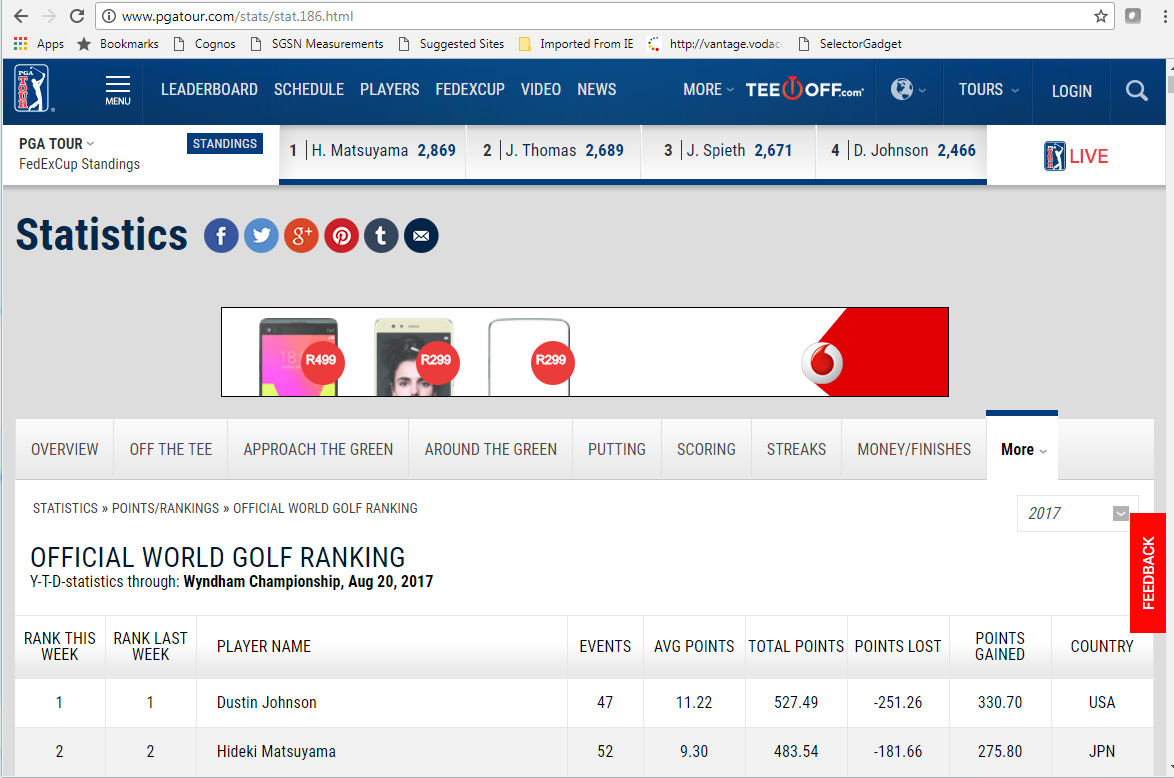 www.pgatour.com/stats/stat.186.html
Apps Bookmarks Cognos SGSN Measurements Suggested Sites Imported From IE http://vantage.voda SelectorGadget
PGA TOUR
MENU
LEADERBOARD SCHEDULE PLAYERS FEDEXCUP VIDEO NEWS MORE TEE OFF.com TOURS LOGIN
PGA TOUR STANDINGS
FedExCup Standings
1 H. Matsuyama 2,869 2 J. Thomas 2,689 3 J. Spieth 2,671 4 D. Johnson 2,466
LIVE
Statistics
R499 R299 R299
OVERVIEW OFF THE TEE APPROACH THE GREEN AROUND THE GREEN PUTTING SCORING STREAKS MONEY/FINISHES More
STATISTICS » POINTS/RANKINGS » OFFICIAL WORLD GOLF RANKING
2017
OFFICIAL WORLD GOLF RANKING
Y-T-D-statistics through: Wyndham Championship, Aug 20, 2017
FEEDBACK
RANK THIS WEEK RANK LAST WEEK PLAYER NAME EVENTS AVG POINTS TOTAL POINTS POINTS LOST POINTS GAINED COUNTRY
1 1 Dustin Johnson 47 11.22 527.49 -251.26 330.70 USA
2 2 Hideki Matsuyama 52 9.30 483.54 -181.66 275.80 JPN